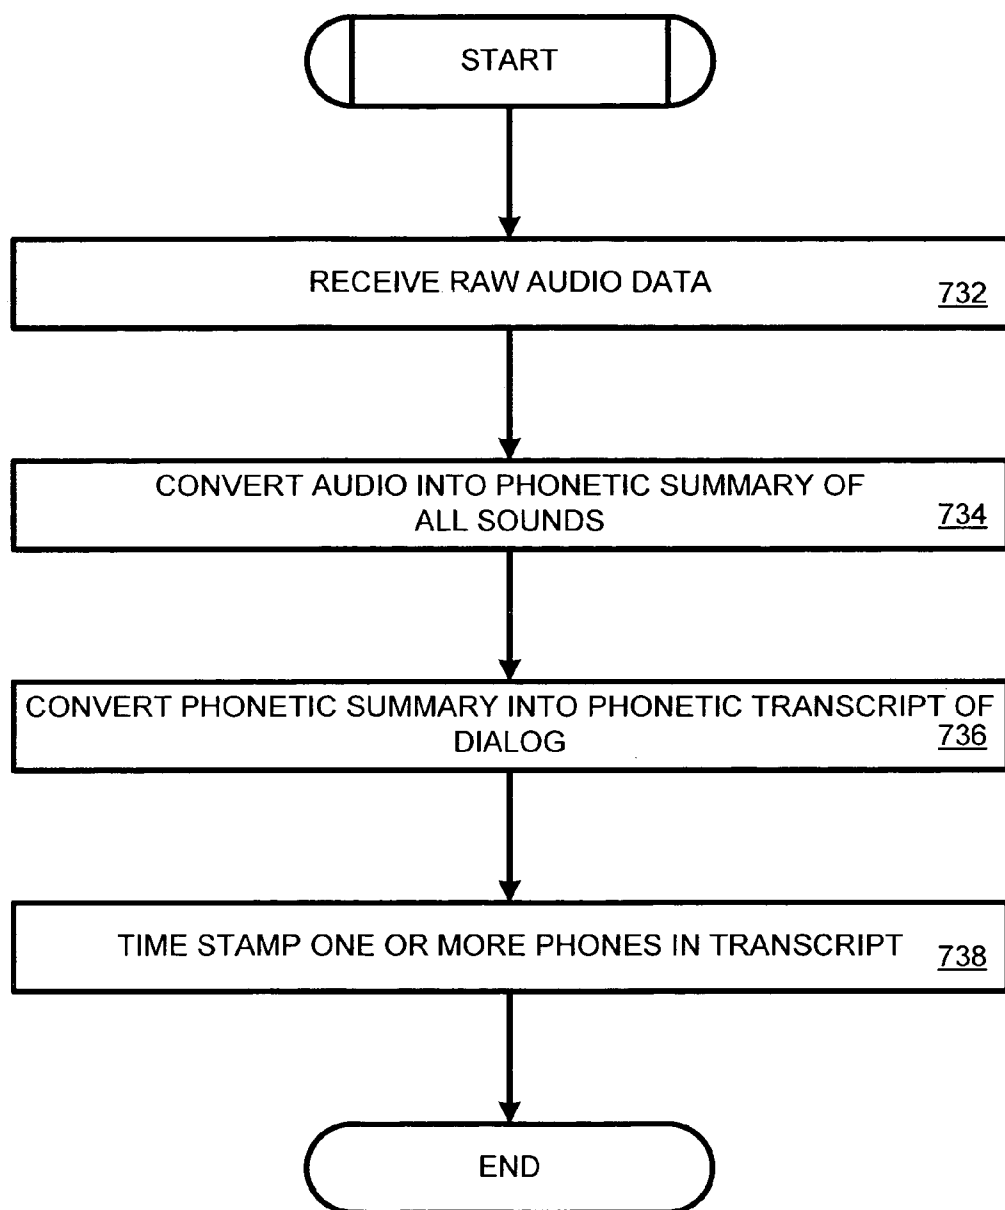 START
RECEIVE RAW AUDIO DATA
732
CONVERT AUDIO INTO PHONETIC SUMMARY OF
ALL SOUNDS
734
CONVERT PHONETIC SUMMARY INTO PHONETIC TRANSCRIPT OF
DIALOG
736
TIME STAMP ONE OR MORE PHONES IN TRANSCRIPT
738
END